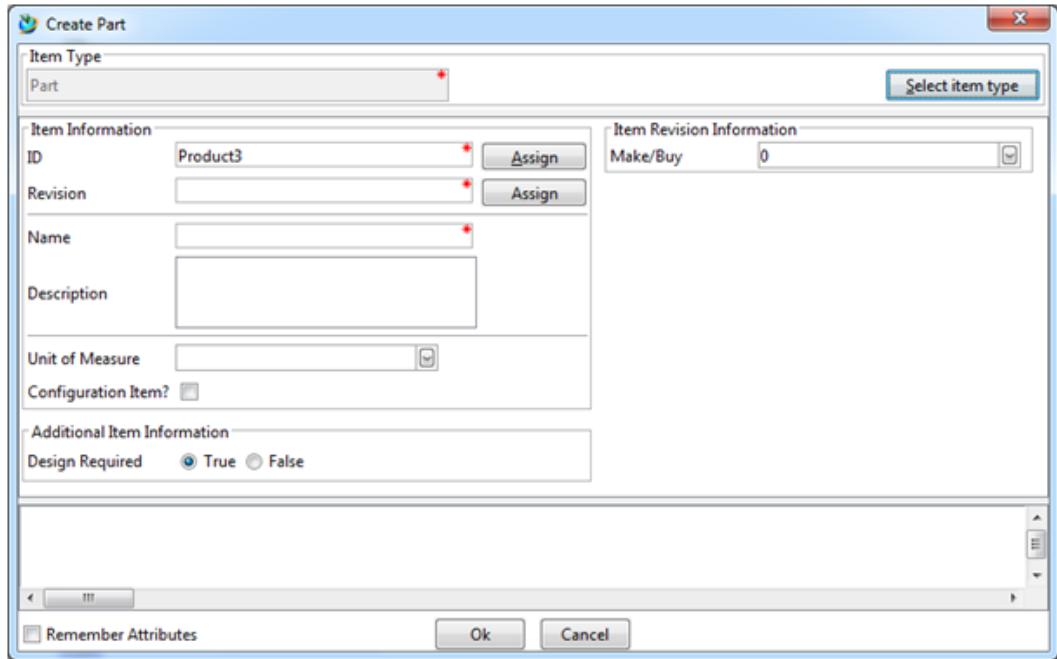 Create Part
Item Type
Part *
Select item type
Item Information
ID Product3 * Assign
Revision * Assign
Name *
Description
Unit of Measure
Configuration Item?
Additional Item Information
Design Required True False
Item Revision Information
Make/Buy 0
Remember Attributes Ok Cancel